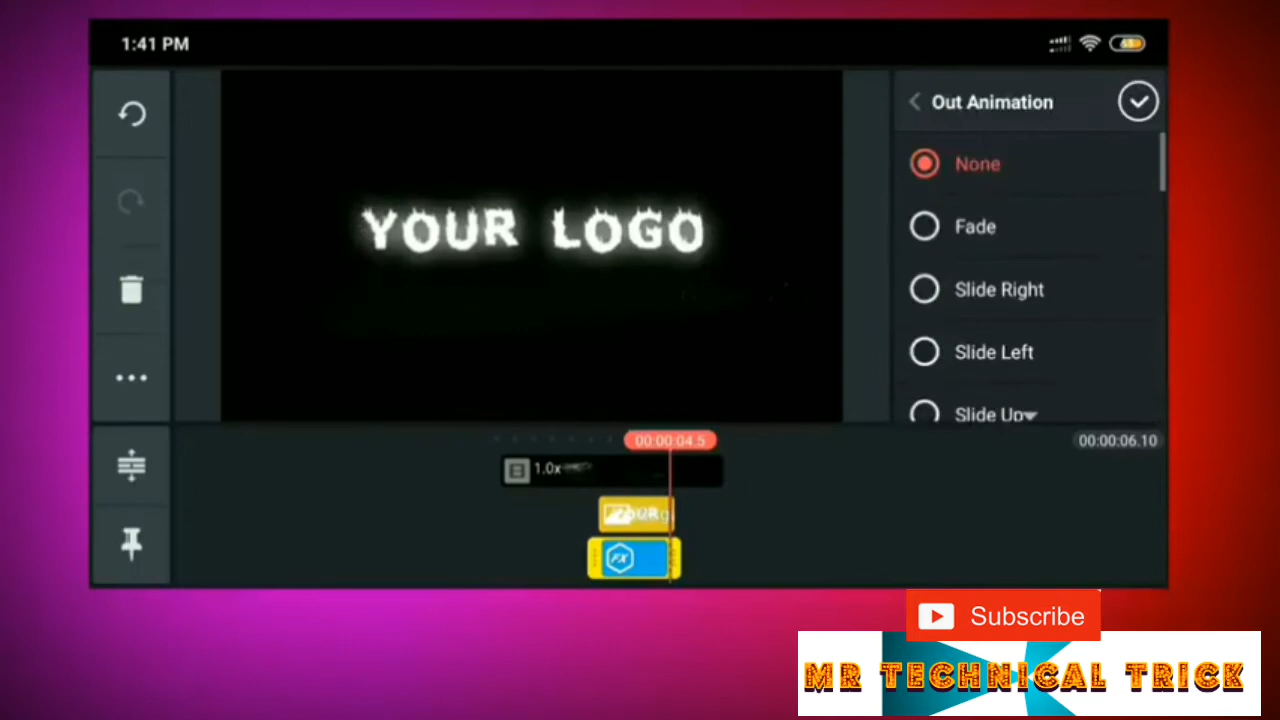 1:41 PM
Out Animation
None
YOUR LOGO
Fade
Slide Right
Slide Left
Slide Up
00:00:04.5
00:00:06.10
1.0x
FX
Subscribe
MR TECHNICAL TRICK